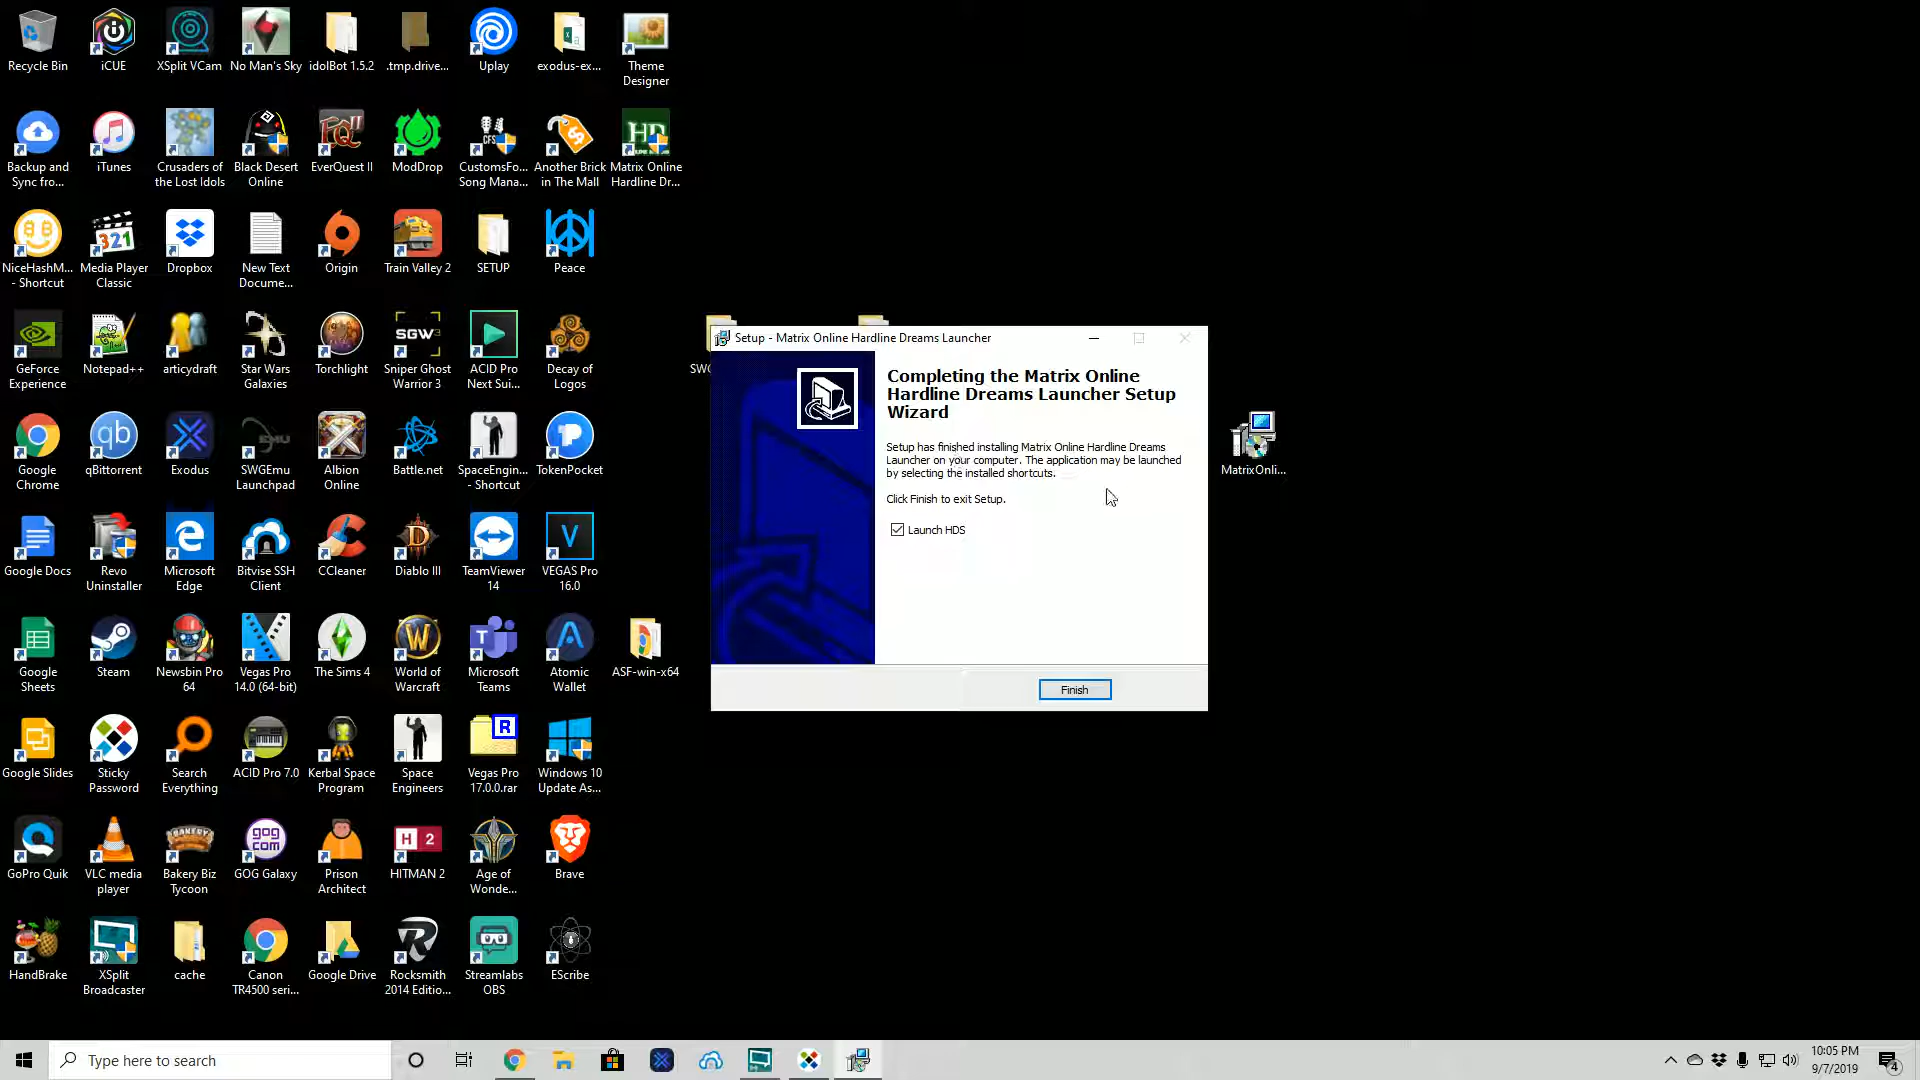 Recycle Bin
iCUE
XSplit VCam
No Man's Sky
idolBot 1.5.2
.tmp.drive...
Uplay
exodus-ex...
Theme
Designer
Backup and
Sync fro...
iTunes
Crusaders of
the Lost Idols
Black Desert
Online
EverQuest II
ModDrop
CustomsFo...
Song Mana...
Another Brick
in The Mall
Matrix Online
Hardline Dr...
NiceHashM...
- Shortcut
Media Player
Classic
Dropbox
New Text
Docume...
Origin
Train Valley 2
SETUP
Peace
GeForce
Experience
Notepad++
articydraft
Star Wars
Galaxies
Torchlight
Sniper Ghost
Warrior 3
ACID Pro
Next Sui...
Decay of
Logos
Google
Chrome
qBittorrent
Exodus
SWGEmu
Launchpad
Albion
Online
Battle.net
SpaceEngin...
- Shortcut
TokenPocket
Google Docs
Revo
Uninstaller
Microsoft
Edge
Bitvise SSH
Client
CCleaner
Diablo III
TeamViewer
14
VEGAS Pro
16.0
Google
Sheets
Steam
Newsbin Pro
64
Vegas Pro
14.0 (64-bit)
The Sims 4
World of
Warcraft
Microsoft
Teams
Atomic
Wallet
ASF-win-x64
Google Slides
Sticky
Password
Search
Everything
ACID Pro 7.0
Kerbal Space
Program
Space
Engineers
Vegas Pro
17.0.0.rar
Windows 10
Update As...
GoPro Quik
VLC media
player
Bakery Biz
Tycoon
GOG Galaxy
Prison
Architect
HITMAN 2
Age of
Wonde...
Brave
HandBrake
XSplit
Broadcaster
cache
Canon
TR4500 seri...
Google Drive
Rocksmith
2014 Editio...
Streamlabs
OBS
EScribe
Setup - Matrix Online Hardline Dreams Launcher
Completing the Matrix Online
Hardline Dreams Launcher Setup
Wizard
Setup has finished installing Matrix Online Hardline Dreams
Launcher on your computer. The application may be launched
by selecting the installed shortcuts.
Click Finish to exit Setup.
Launch HDS
Finish
MatrixOnli...
Type here to search
10:05 PM
9/7/2019
4